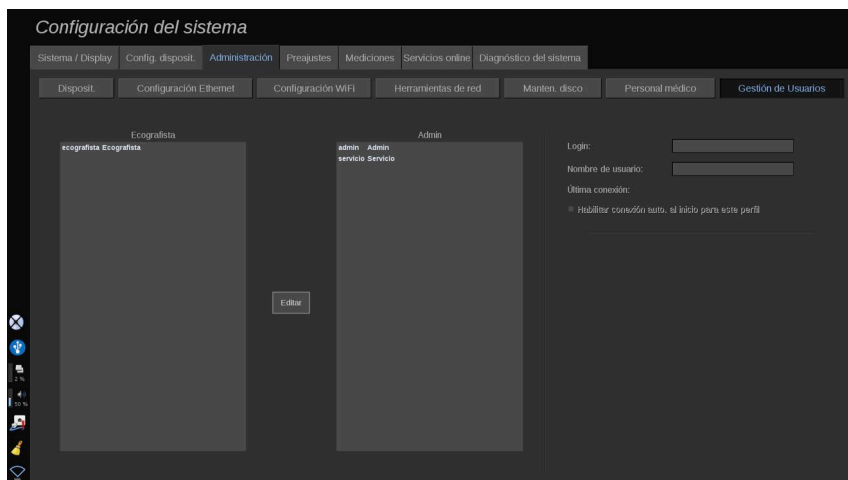 Configuración del sistema
Sistema / Display Config. disposit. Administración Preajustes Mediciones Servicios online Diagnóstico del sistema
Disposit. Configuración Ethernet Configuración WiFi Herramientas de red Manten. disco Personal médico Gestión de Usuarios
Ecografista Admin
ecografista Ecografista
admin Admin
servicio Servicio
Login:
Nombre de usuario:
Última conexión:
Habilitar conexión auto. al inicio para este perfil
Editar
2 %
50 %